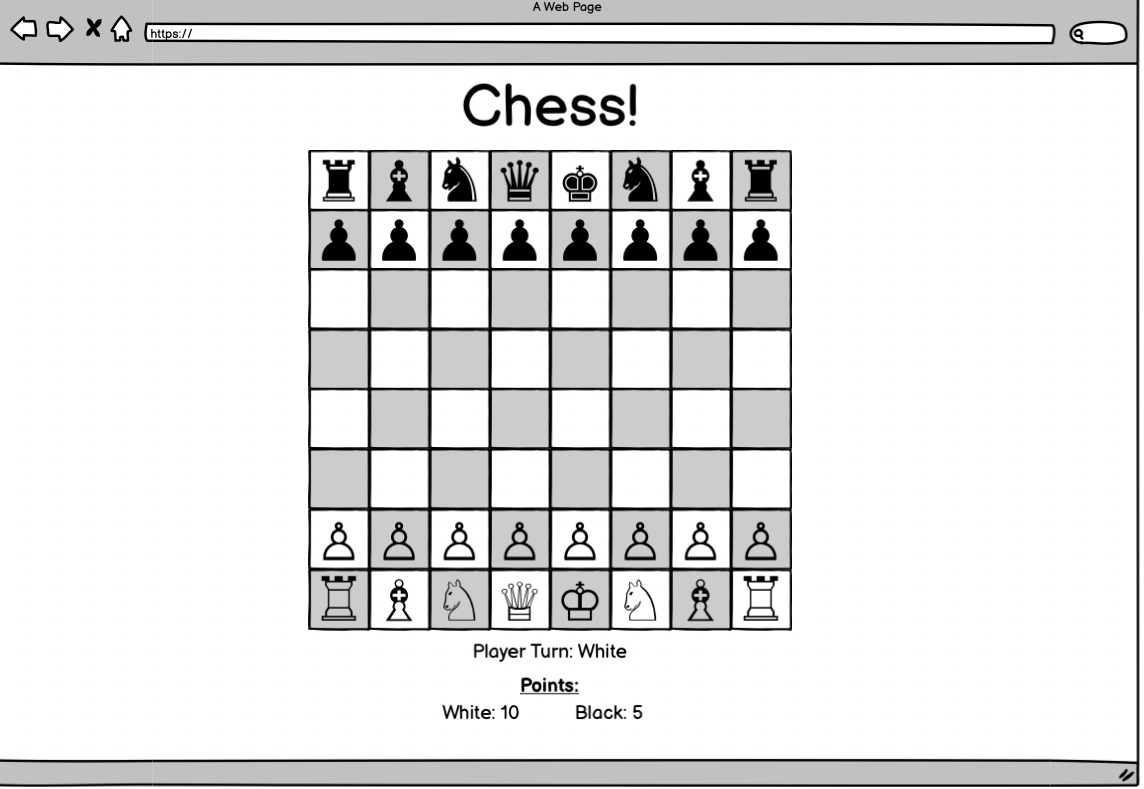 A Web Page
https://
Chess!
Player Turn: White
Points:
White: 10 Black: 5